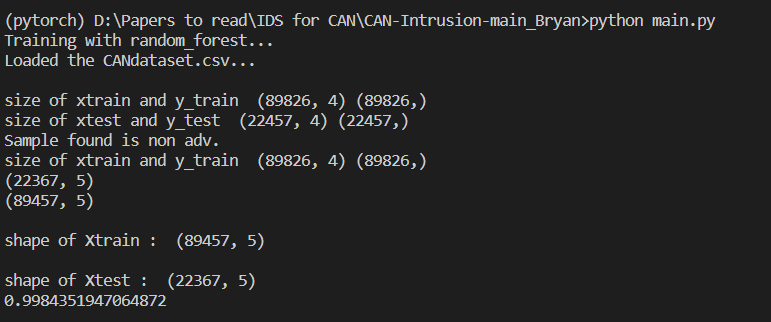 (pytorch) D:\Papers to read\IDS for CAN\CAN-Intrusion-main_Bryan>python main.py
Training with random_forest...
Loaded the CANdataset.csv...
size of xtrain and y_train  (89826, 4) (89826,)
size of xtest and y_test  (22457, 4) (22457,)
Sample found is non adv.
size of xtrain and y_train  (89826, 4) (89826,)
(22367, 5)
(89457, 5)
shape of Xtrain :  (89457, 5)
shape of Xtest :  (22367, 5)
0.9984351947064872